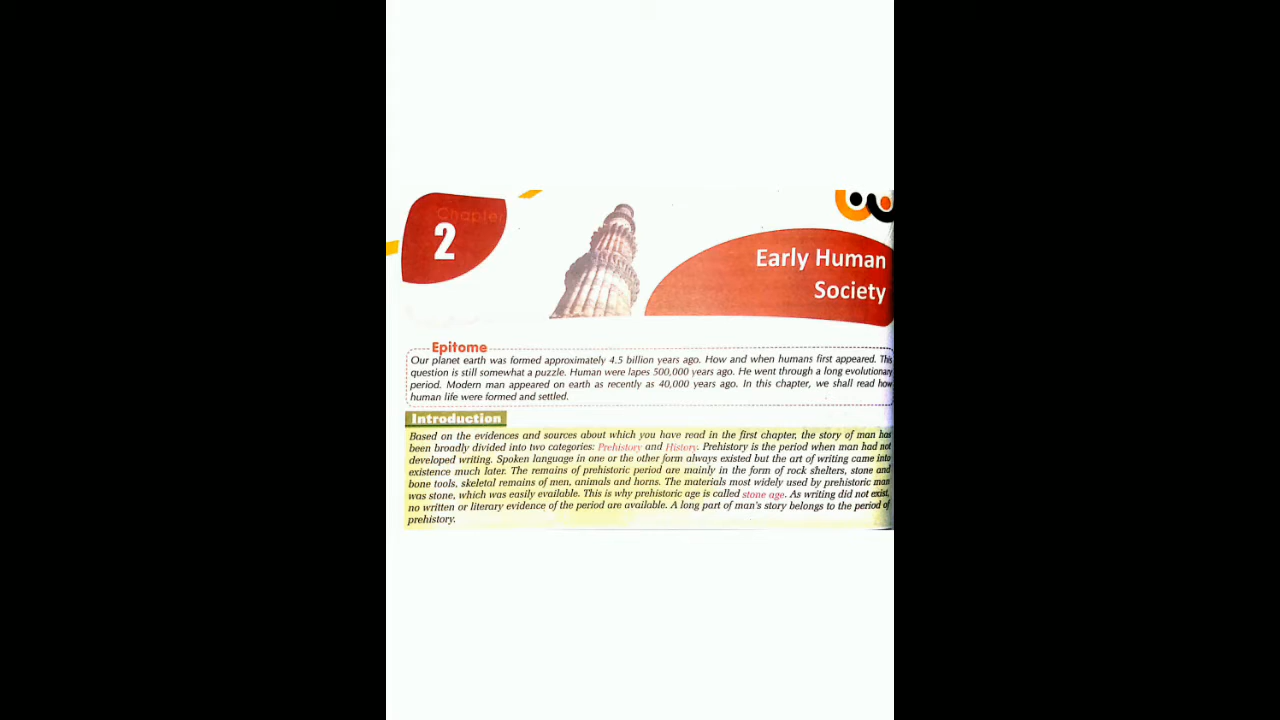 Chapter
2
Early Human
Society
Epitome
Our planet earth was formed approximately 4.5 billion years ago. How and when humans first appeared. This
question is still somewhat a puzzle. Human were lapes 500,000 years ago. He went through a long evolutionary
period. Modern man appeared on earth as recently as 40,000 years ago. In this chapter, we shall read how
human life were formed and settled.
Introduction
Based on the evidences and sources about which you have read in the first chapter, the story of man has
been broadly divided into two categories: Prehistory and History. Prehistory is the period when man had not
developed writing. Spoken language in one or the other form always existed but the art of writing came into
existence much later. The remains of prehistoric period are mainly in the form of rock shelters, stone and
bone tools, skeletal remains of men, animals and horns. The materials most widely used by prehistoric man
was stone, which was easily available. This is why prehistoric age is called stone age. As writing did not exist,
no written or literary evidence of the period are available. A long part of man's story belongs to the period of
prehistory.